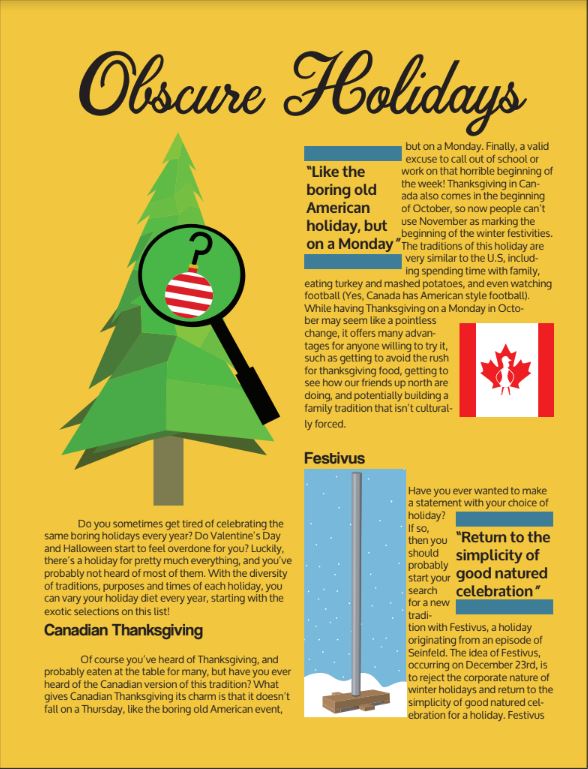 Obscure Holidays
?
Do you sometimes get tired of celebrating the
same boring holidays every year? Do Valentine's Day
and Halloween start to feel overdone for you? Luckily,
there's a holiday for pretty much everything, and you've
probably not heard of most of them. With the diversity
of traditions, purposes and times of each holiday, you
can vary your holiday diet every year, starting with the
exotic selections on this list!
Canadian Thanksgiving
Of course you've heard of Thanksgiving, and
probably eaten at the table for many, but have you ever
heard of the Canadian version of this tradition? What
gives Canadian Thanksgiving its charm is that it doesn't
fall on a Thursday, like the boring old American event,
"Like the
boring old
American
holiday, but
on a Monday"
but on a Monday. Finally, a valid
excuse to call out of school or
work on that horrible beginning of
the week! Thanksgiving in Can-
ada also comes in the beginning
of October, so now people can't
use November as marking the
beginning of the winter festivities.
The traditions of this holiday are
very similar to the U.S, includ-
ing spending time with family,
eating turkey and mashed potatoes, and even watching
football (Yes, Canada has American style football).
While having Thanksgiving on a Monday in Octo-
ber may seem like a pointless
change, it offers many advan-
tages for anyone willing to try it,
such as getting to avoid the rush
for thanksgiving food, getting to
see how our friends up north are
doing, and potentially building a
family tradition that isn't cultural-
ly forced.
Festivus
Have you ever wanted to make
a statement with your choice of
holiday?
If so,
then you
should
probably
start your
search
for a new
tradi-
"Return to the
simplicity of
good natured
celebration"
tion with Festivus, a holiday
originating from an episode of
Seinfeld. The idea of Festivus,
occurring on December 23rd, is
to reject the corporate nature of
winter holidays and return to the
simplicity of good natured cel-
ebration for a holiday. Festivus